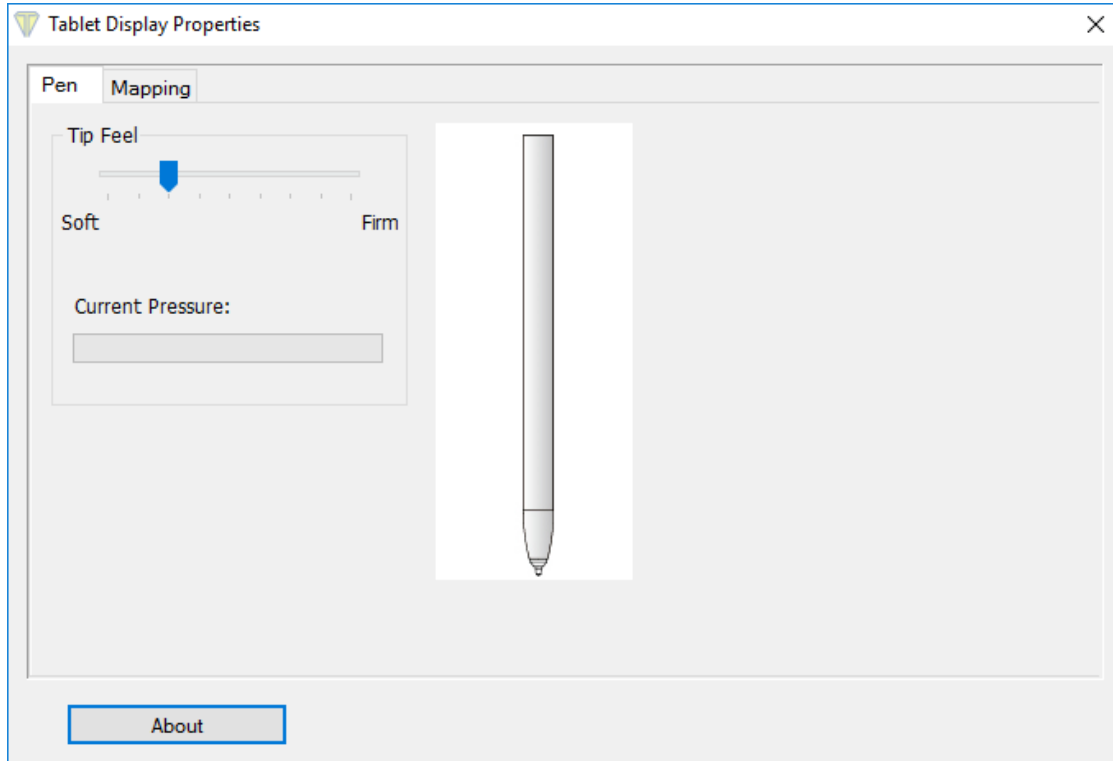 Tablet Display Properties
Pen
Mapping
Tip Feel
Soft
Firm
Current Pressure:
About